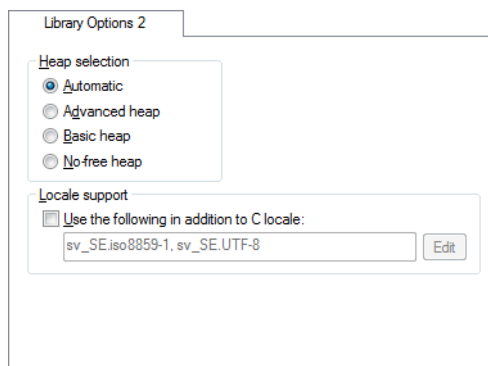 Library Options 2
Heap selection
Automatic
Advanced heap
Basic heap
No-free heap
Locale support
Use the following in addition to C locale:
sv_SE.iso8859-1, sv_SE.UTF-8
Edit